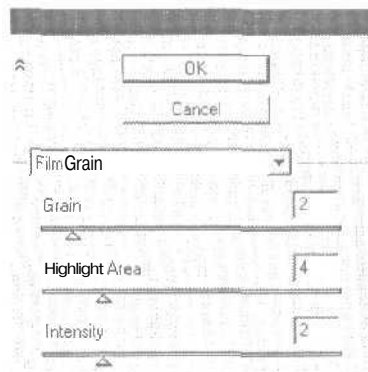 OK
Cancel
Film Grain
Grain 2
Highlight Area 4
Intensity 2